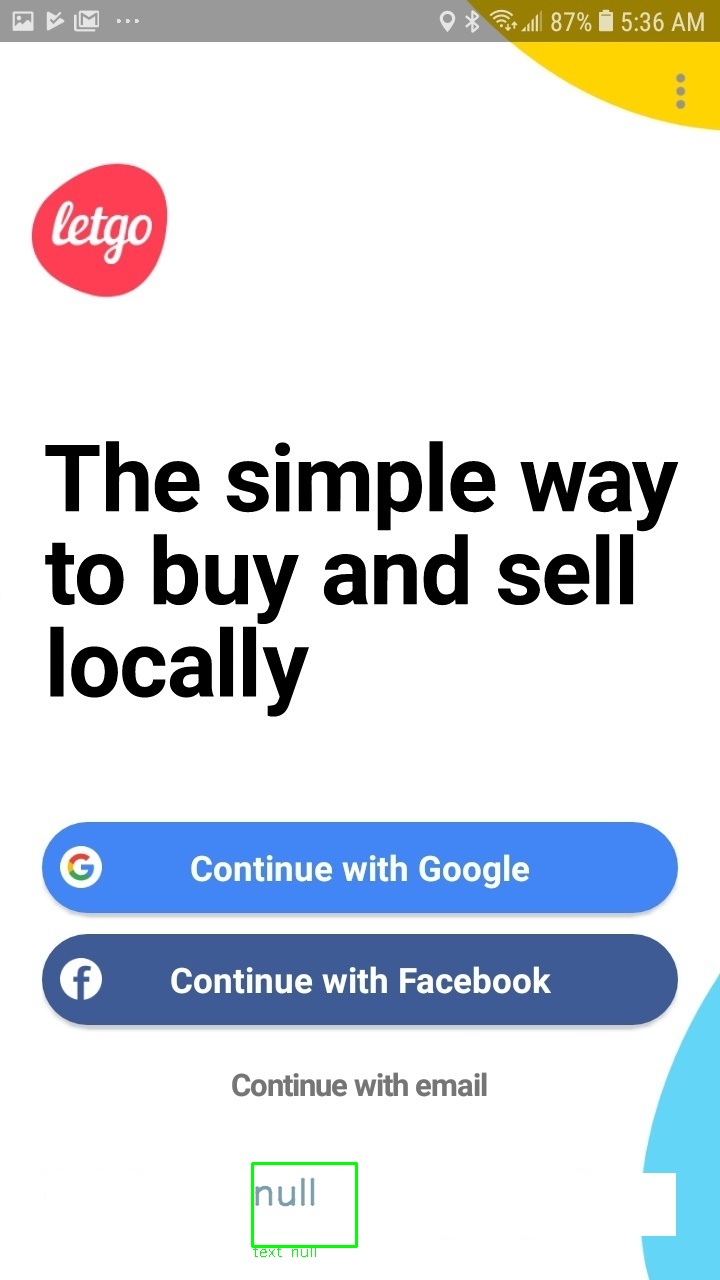 87% 5:36 AM
letgo
The simple way
to buy and sell
locally
Continue with Google
Continue with Facebook
Continue with email
null
text null